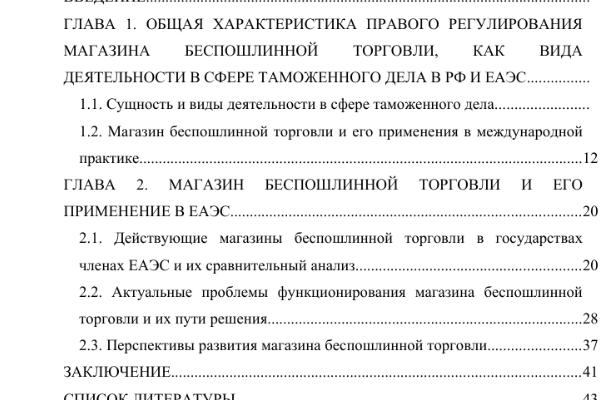 ВВЕДЕНИЕ
ГЛАВА 1. ОБЩАЯ ХАРАКТЕРИСТИКА ПРАВОГО РЕГУЛИРОВАНИЯ
МАГАЗИНА БЕСПОШЛИННОЙ ТОРГОВЛИ, КАК ВИДА
ДЕЯТЕЛЬНОСТИ В СФЕРЕ ТАМОЖЕННОГО ДЕЛА В РФ И ЕАЭС................
1.1. Сущность и виды деятельности в сфере таможенного дела........................
1.2. Магазин беспошлинной торговли и его применения в международной
практике...........................................................................................................12
ГЛАВА 2. МАГАЗИН БЕСПОШЛИННОЙ ТОРГОВЛИ И ЕГО
ПРИМЕНЕНИЕ В ЕАЭС.....................................................................................20
2.1. Действующие магазины беспошлинной торговли в государствах
членах ЕАЭС и их сравнительный анализ.......................................................20
2.2. Актуальные проблемы функционирования магазина беспошлинной
торговли и их пути решения..............................................................................28
2.3. Перспективы развития магазина беспошлинной торговли.......................37
ЗАКЛЮЧЕНИЕ....................................................................................................41
СПИСОК ЛИТЕРАТУРЫ.....................................................................................43